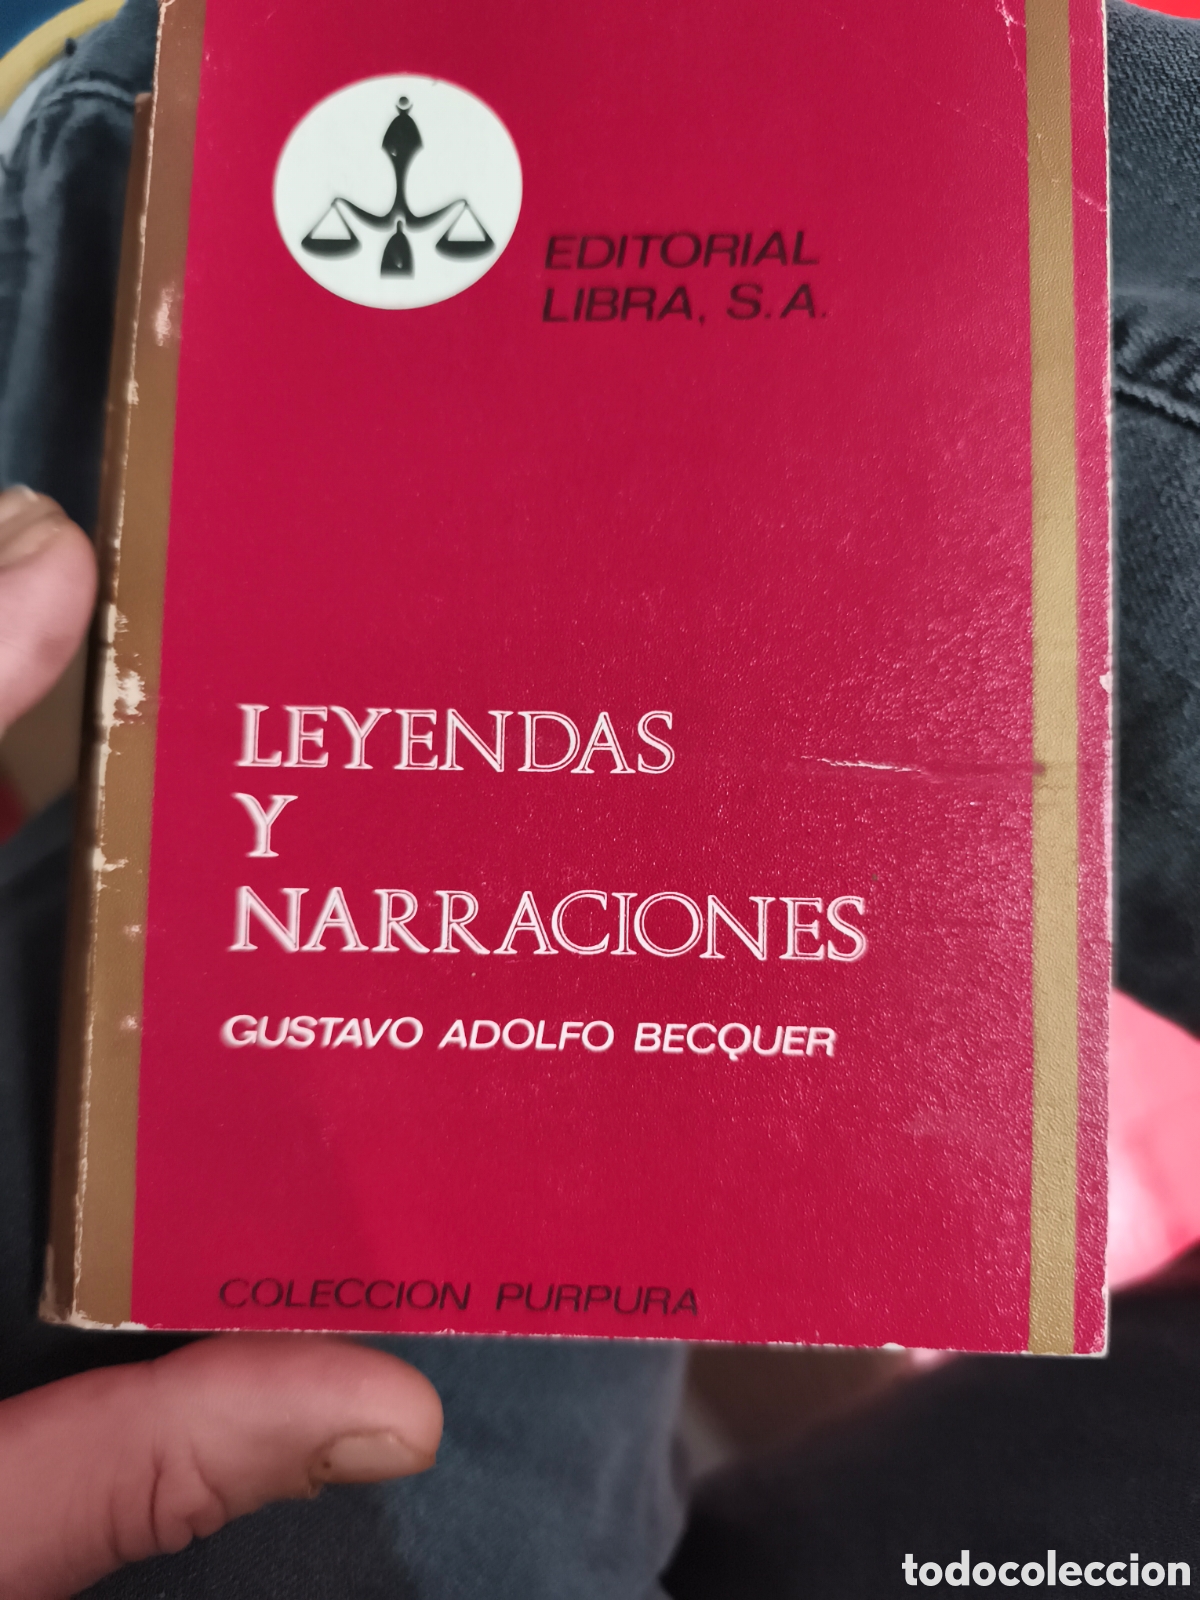 EDITORIAL
LIBRA, S.A.
LEYENDAS
Y
NARRACIONES
GUSTAVO ADOLFO BECQUER
COLECCION PURPURA
todocoleccion